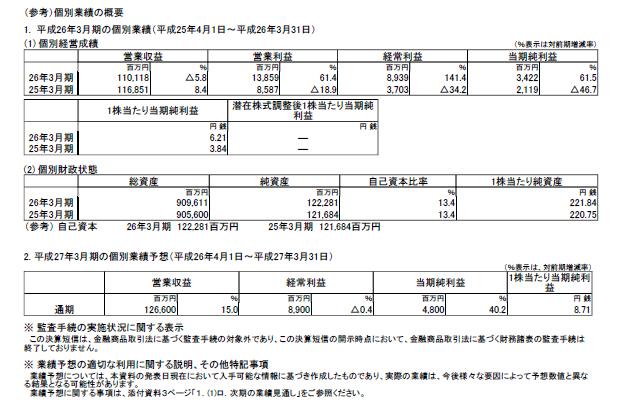 (参考)個別業績の概要
1. 平成26年3月期の個別業績(平成25年4月1日～平成26年3月31日)
(1)個別経営成績
(%表示は対前期増減率)
営業収益 営業利益 経常利益 当期純利益
百万円 % 百万円 % 百万円 % 百万円 %
26年3月期 110,118 △5.8 13,859 61.4 8,939 141.4 3,422 61.5
25年3月期 116,851 8.4 8,587 △18.9 3,703 △34.2 2,119 △46.7
1株当たり当期純利益 潜在株式調整後1株当たり当期純利益
円 銭 円 銭
26年3月期 6.21 —
25年3月期 3.84 —
(2)個別財政状態
総資産 純資産 自己資本比率 1株当たり純資産
百万円 百万円 % 円 銭
26年3月期 909,611 122,281 13.4 221.84
25年3月期 905,600 121,684 13.4 220.75
(参考) 自己資本 26年3月期 122,281百万円 25年3月期 121,684百万円
2. 平成27年3月期の個別業績予想(平成26年4月1日～平成27年3月31日)
(%表示は、対前期増減率)
営業収益 経常利益 当期純利益 1株当たり当期純利益
百万円 % 百万円 % 百万円 % 円 銭
通期 126,600 15.0 8,900 △0.4 4,800 40.2 8.71
※ 監査手続の実施状況に関する表示
この決算短信は、金融商品取引法に基づく監査手続の対象外であり、この決算短信の開示時点において、金融商品取引法に基づく財務諸表の監査手続は
終了しておりません。
※ 業績予想の適切な利用に関する説明、その他特記事項
業績予想については、本資料の発表日現在において入手可能な情報に基づき作成したものであり、実際の業績は、今後様々な要因によって予想数値と異な
る結果となる可能性があります。
業績予想に関する事項は、添付資料3ページ「1. (1)ロ. 次期の業績見通し」をご参照ください。